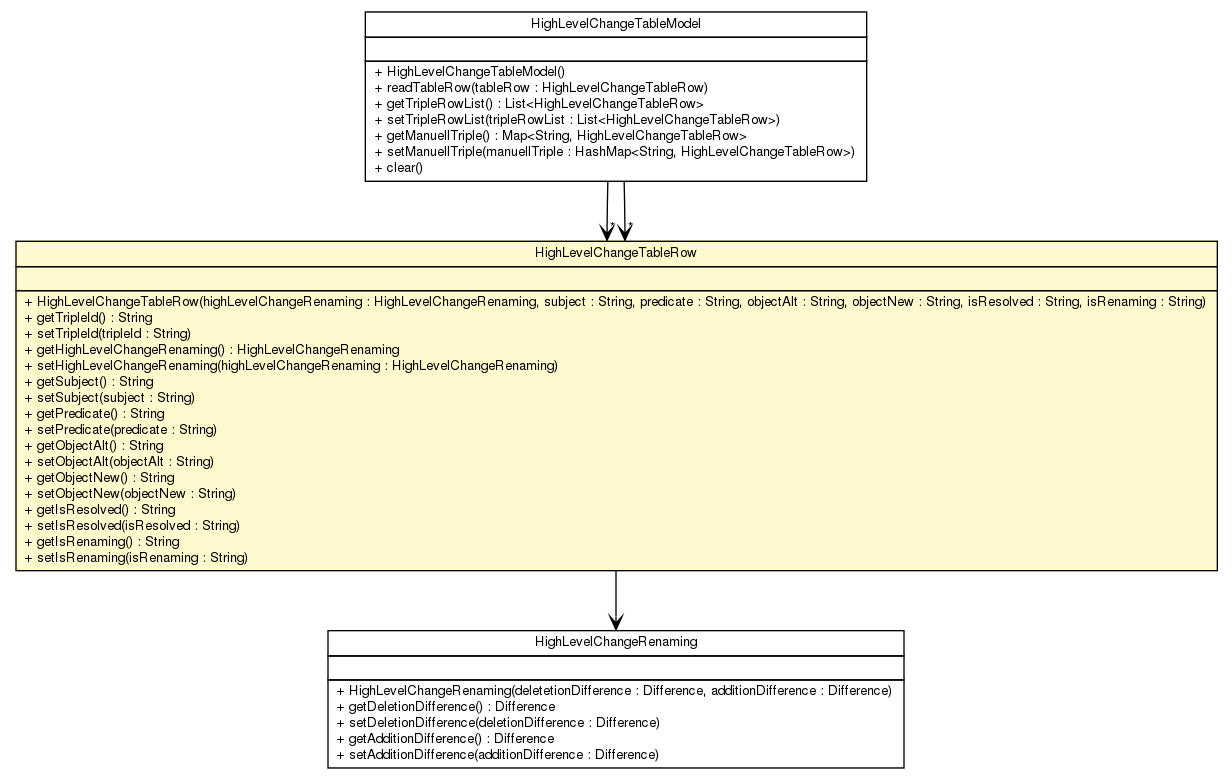 HighLevelChangeTableModel
+ HighLevelChangeTableModel()
+ readTableRow(tableRow : HighLevelChangeTableRow)
+ getTripleRowList() : List<HighLevelChangeTableRow>
+ setTripleRowList(tripleRowList : List<HighLevelChangeTableRow>)
+ getManuellTriple() : Map<String, HighLevelChangeTableRow>
+ setManuellTriple(manuellTriple : HashMap<String, HighLevelChangeTableRow>)
+ clear()
* *
HighLevelChangeTableRow
+ HighLevelChangeTableRow(highLevelChangeRenaming : HighLevelChangeRenaming, subject : String, predicate : String, objectAlt : String, objectNew : String, isResolved : String, isRenaming : String)
+ getTripleId() : String
+ setTripleId(tripleId : String)
+ getHighLevelChangeRenaming() : HighLevelChangeRenaming
+ setHighLevelChangeRenaming(highLevelChangeRenaming : HighLevelChangeRenaming)
+ getSubject() : String
+ setSubject(subject : String)
+ getPredicate() : String
+ setPredicate(predicate : String)
+ getObjectAlt() : String
+ setObjectAlt(objectAlt : String)
+ getObjectNew() : String
+ setObjectNew(objectNew : String)
+ getIsResolved() : String
+ setIsResolved(isResolved : String)
+ getIsRenaming() : String
+ setIsRenaming(isRenaming : String)
HighLevelChangeRenaming
+ HighLevelChangeRenaming(deletetionDifference : Difference, additionDifference : Difference)
+ getDeletionDifference() : Difference
+ setDeletionDifference(deletionDifference : Difference)
+ getAdditionDifference() : Difference
+ setAdditionDifference(additionDifference : Difference)